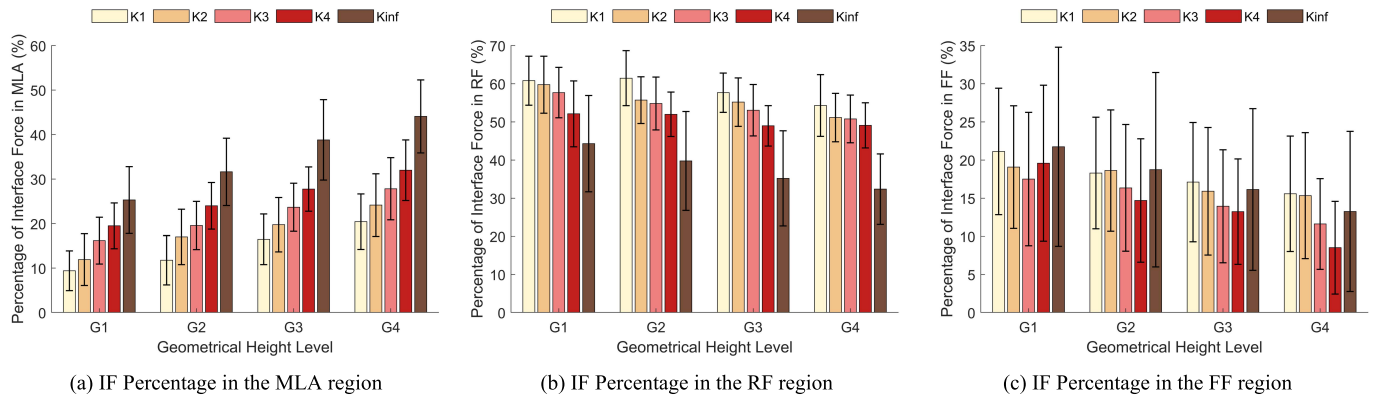 K1 K2 K3 K4 Kinf
Percentage of Interface Force in MLA (%)
60
50
40
30
20
10
0
G1 G2 G3 G4
Geometrical Height Level
(a) IF Percentage in the MLA region
K1 K2 K3 K4 Kinf
Percentage of Interface Force in RF (%)
70
60
50
40
30
20
10
0
G1 G2 G3 G4
Geometrical Height Level
(b) IF Percentage in the RF region
K1 K2 K3 K4 Kinf
Percentage of Interface Force in FF (%)
35
30
25
20
15
10
5
0
G1 G2 G3 G4
Geometrical Height Level
(c) IF Percentage in the FF region